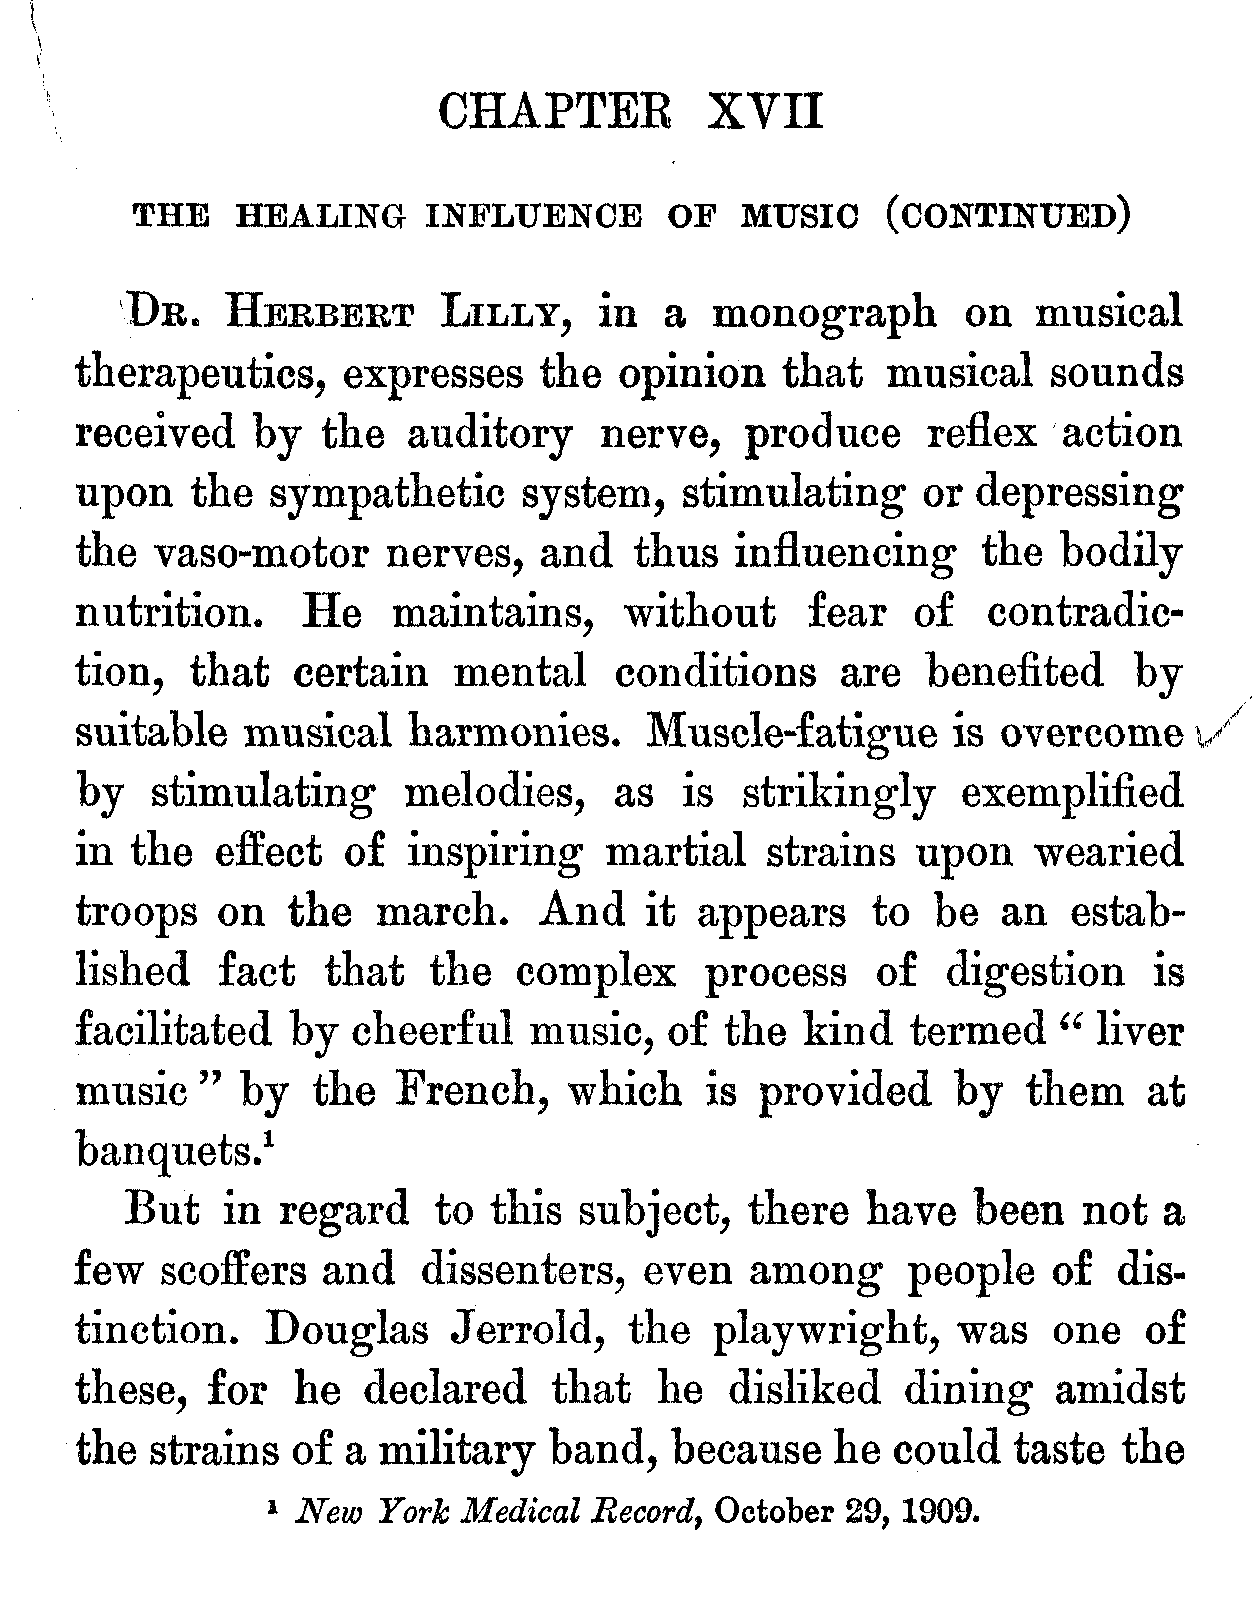 CHAPTER XVII
THE HEALING INFLUENCE OF MUSIC (CONTINUED)
DR. HERBERT LILLY, in a monograph on musical
therapeutics, expresses the opinion that musical sounds
received by the auditory nerve, produce reflex action
upon the sympathetic system, stimulating or depressing
the vaso-motor nerves, and thus influencing the bodily
nutrition. He maintains, without fear of contradic-
tion, that certain mental conditions are benefited by
suitable musical harmonies. Muscle-fatigue is overcome
by stimulating melodies, as is strikingly exemplified
in the effect of inspiring martial strains upon wearied
troops on the march. And it appears to be an estab-
lished fact that the complex process of digestion is
facilitated by cheerful music, of the kind termed “ liver
music ” by the French, which is provided by them at
banquets.¹
But in regard to this subject, there have been not a
few scoffers and dissenters, even among people of dis-
tinction. Douglas Jerrold, the playwright, was one of
these, for he declared that he disliked dining amidst
the strains of a military band, because he could taste the
¹ New York Medical Record, October 29, 1909.